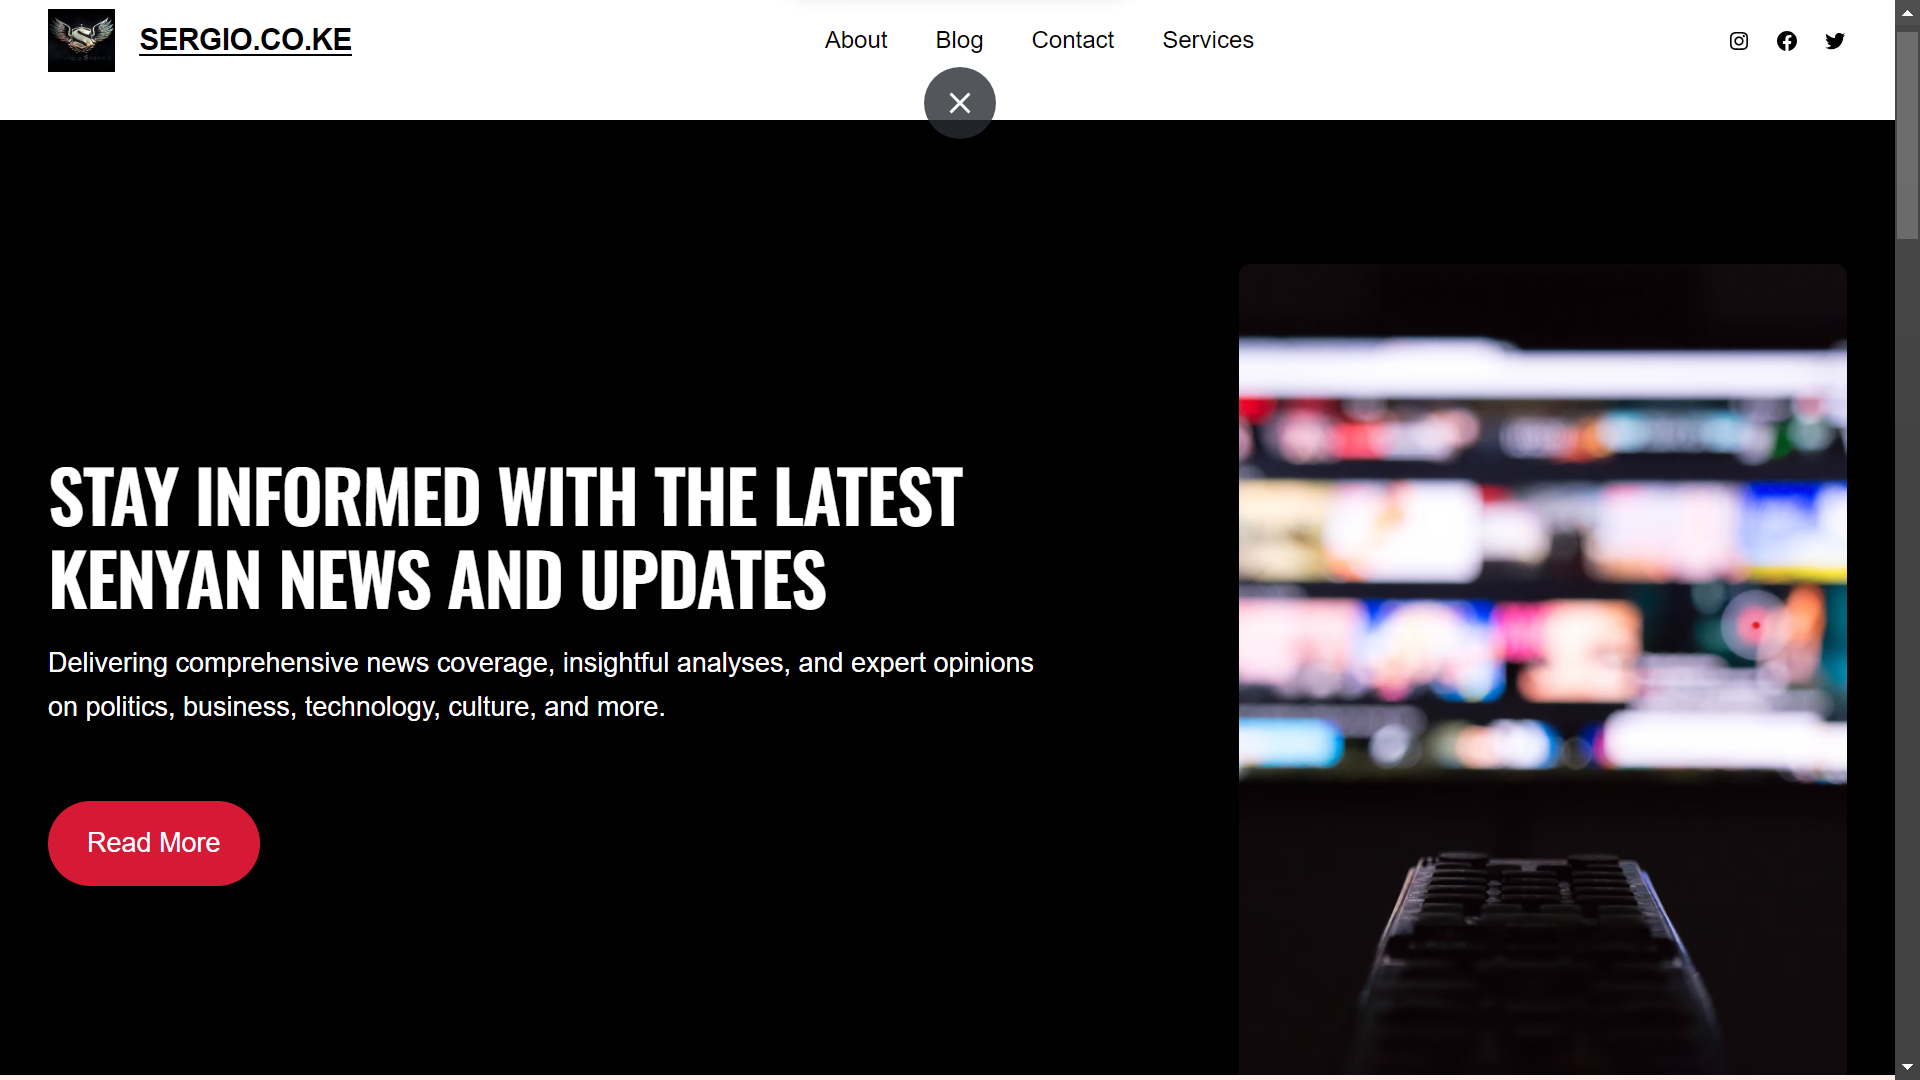 SERGIO.CO.KE
About
Blog
Contact
Services
STAY INFORMED WITH THE LATEST
KENYAN NEWS AND UPDATES
Delivering comprehensive news coverage, insightful analyses, and expert opinions
on politics, business, technology, culture, and more.
Read More